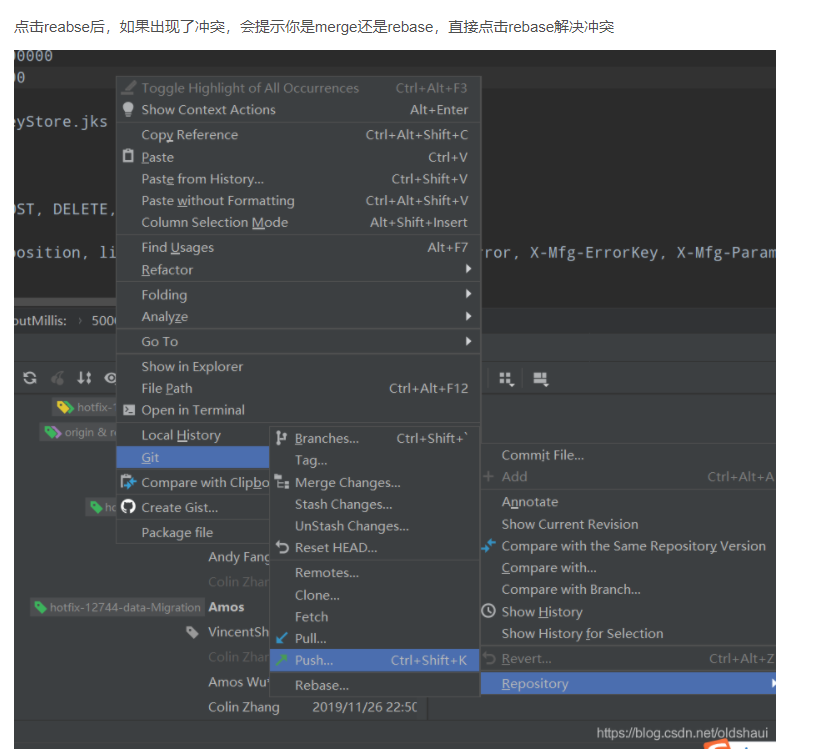 点击reabse后，如果出现了冲突，会提示你是merge还是rebase，直接点击rebase解决冲突
Toggle Highlight of All Occurrences Ctrl+Alt+F3
Show Context Actions Alt+Enter
Copy Reference Ctrl+Alt+Shift+C
Paste Ctrl+V
Paste from History... Ctrl+Shift+V
Paste without Formatting Ctrl+Alt+Shift+V
Column Selection Mode Alt+Shift+Insert
Find Usages Alt+F7
Refactor
Folding
Analyze
Go To
Show in Explorer
File Path Ctrl+Alt+F12
Open in Terminal
Local History
Git
Compare with Clipbo
Create Gist...
Package file
Branches... Ctrl+Shift+`
Tag...
Merge Changes...
Stash Changes...
UnStash Changes...
Reset HEAD...
Remotes...
Clone...
Fetch
Pull...
Push... Ctrl+Shift+K
Rebase...
Commit File...
Add Ctrl+Alt+A
Annotate
Show Current Revision
Compare with the Same Repository Version
Compare with...
Compare with Branch...
Show History
Show History for Selection
Revert... Ctrl+Alt+Z
Repository
00000
00
eyStore.jks
OST, DELETE,
position, li
rror, X-Mfg-ErrorKey, X-Mfg-Param
outMillis: 500
hotfix-1
origin & r
ho
Andy Fang
Colin Zhan
hotfix-12744-data-Migration Amos
VincentSh
Colin Zhan
Amos Wu
Colin Zhang 2019/11/26 22:50
https://blog.csdn.net/oldshaui